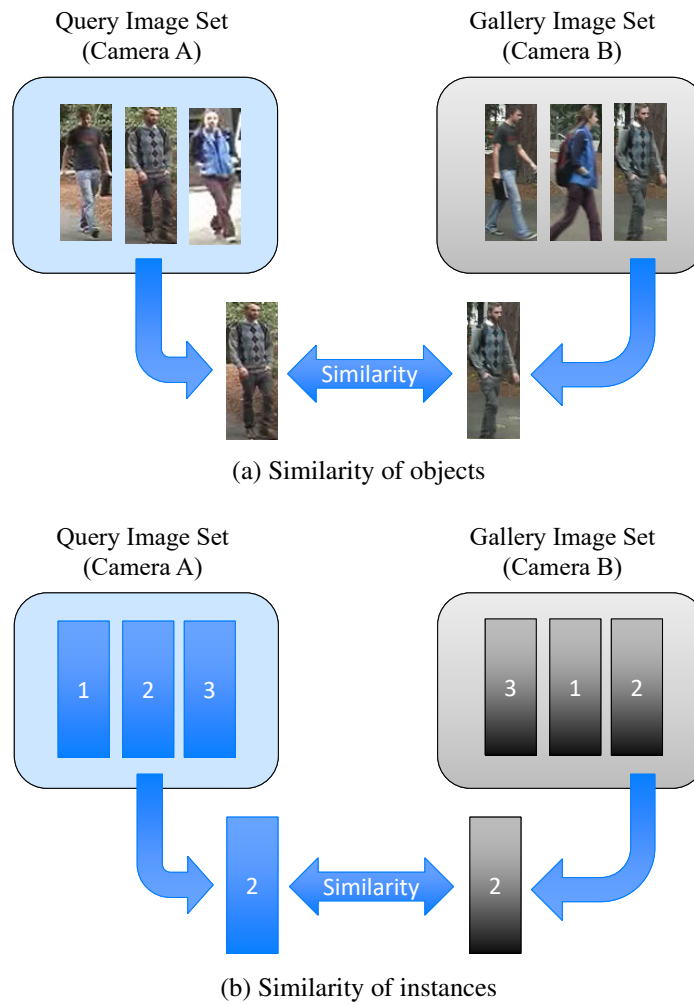 Query Image Set
(Camera A)
Gallery Image Set
(Camera B)
Similarity
(a) Similarity of objects
Query Image Set
(Camera A)
Gallery Image Set
(Camera B)
1 2 3
3 1 2
2 Similarity 2
(b) Similarity of instances